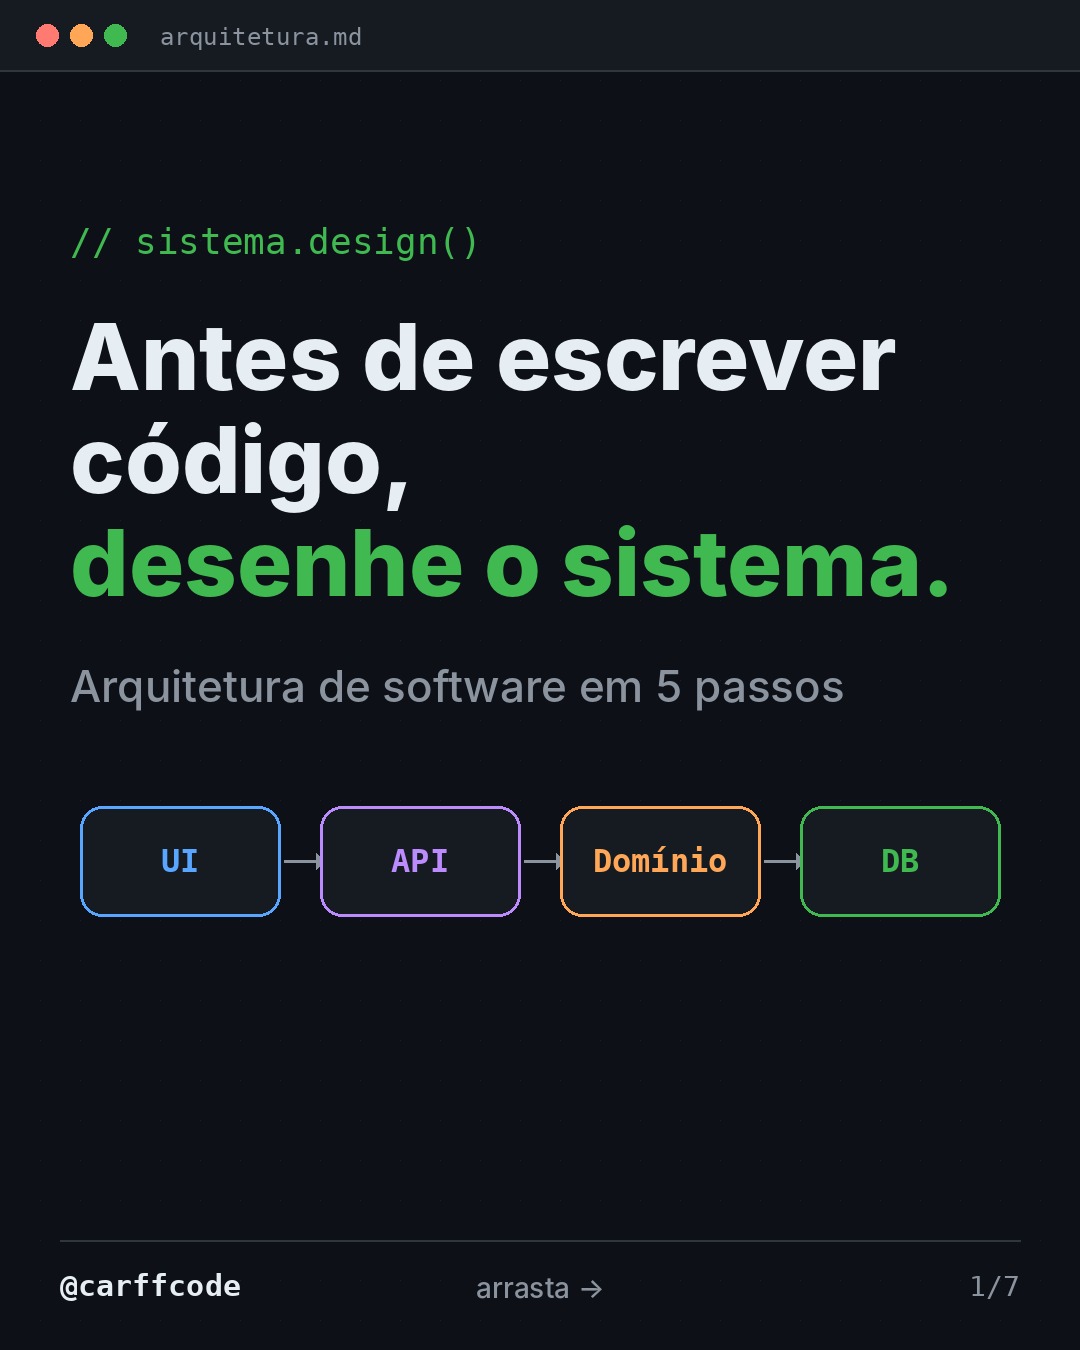 arquitetura.md
// sistema.design()
Antes de escrever
código,
desenhe o sistema.
Arquitetura de software em 5 passos
UI
API
Domínio
DB
@carffcode
arrasta →
1/7